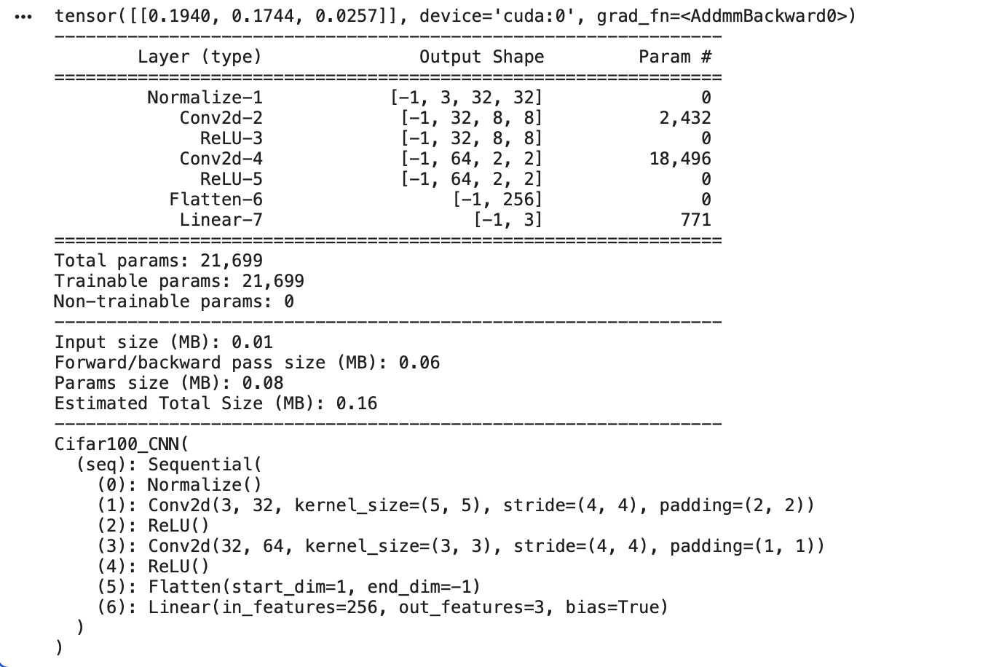 ••• tensor([[0.1940, 0.1744, 0.0257]], device='cuda:0', grad_fn=<AddmmBackward0>)
----------------------------------------------------------------
        Layer (type)               Output Shape         Param #
================================================================
         Normalize-1            [-1, 3, 32, 32]               0
            Conv2d-2             [-1, 32, 8, 8]           2,432
              ReLU-3             [-1, 32, 8, 8]               0
            Conv2d-4             [-1, 64, 2, 2]          18,496
              ReLU-5             [-1, 64, 2, 2]               0
           Flatten-6                  [-1, 256]               0
            Linear-7                    [-1, 3]             771
================================================================
Total params: 21,699
Trainable params: 21,699
Non-trainable params: 0
----------------------------------------------------------------
Input size (MB): 0.01
Forward/backward pass size (MB): 0.06
Params size (MB): 0.08
Estimated Total Size (MB): 0.16
----------------------------------------------------------------
Cifar100_CNN(
  (seq): Sequential(
    (0): Normalize()
    (1): Conv2d(3, 32, kernel_size=(5, 5), stride=(4, 4), padding=(2, 2))
    (2): ReLU()
    (3): Conv2d(32, 64, kernel_size=(3, 3), stride=(4, 4), padding=(1, 1))
    (4): ReLU()
    (5): Flatten(start_dim=1, end_dim=-1)
    (6): Linear(in_features=256, out_features=3, bias=True)
  )
)